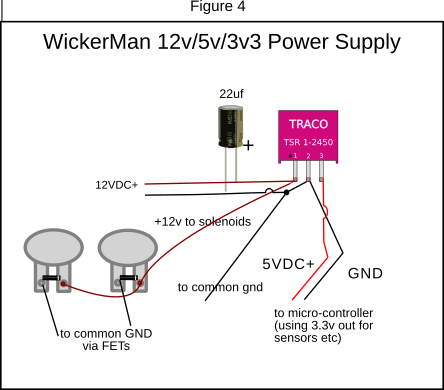 Figure 4
WickerMan 12v/5v/3v3 Power Supply
22uf
+
TRACO
TSR 1-2450
1 2 3
12VDC+
+12v to solenoids
5VDC+
GND
to common gnd
to micro-controller
(using 3.3v out for
sensors etc)
to common GND
via FETs